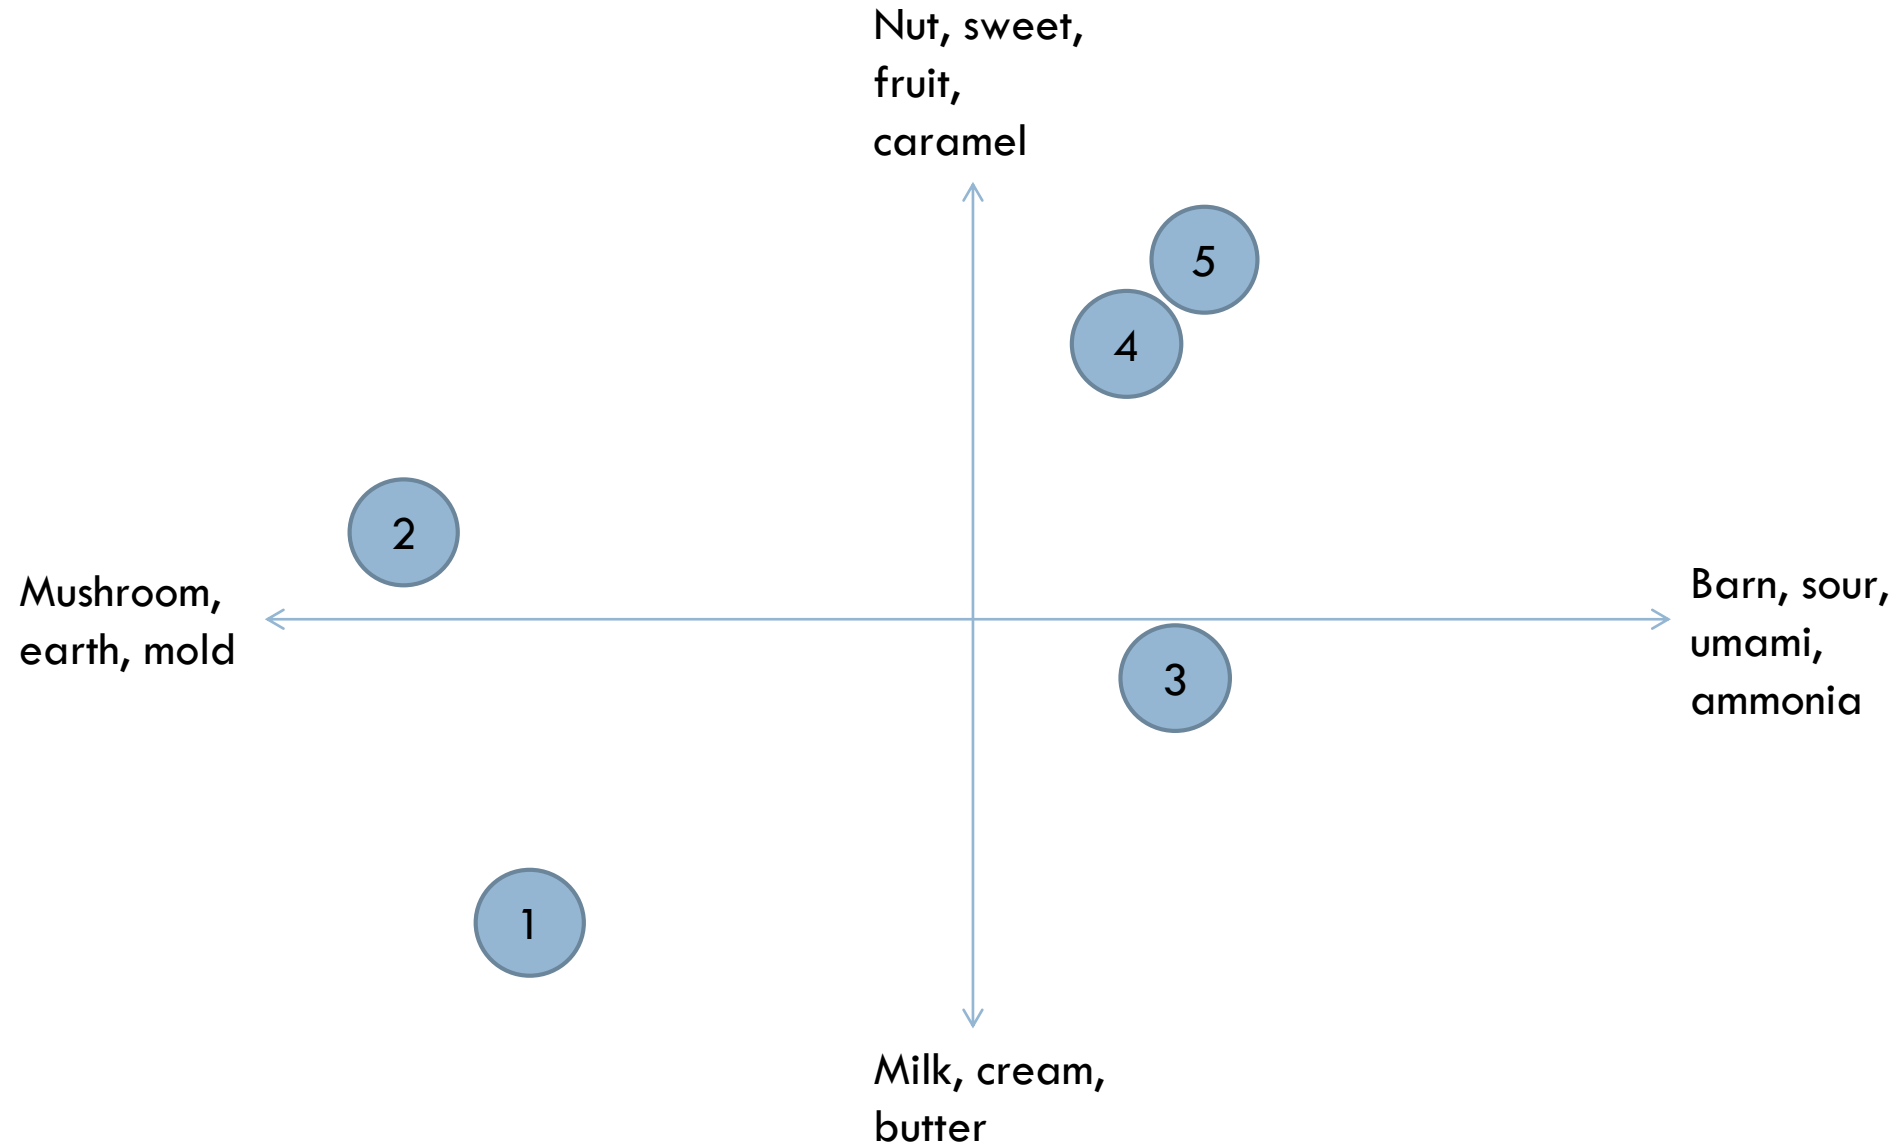 Nut, sweet,
fruit,
caramel
5
4
2
Mushroom,
earth, mold
Barn, sour,
umami,
ammonia
3
1
Milk, cream,
butter